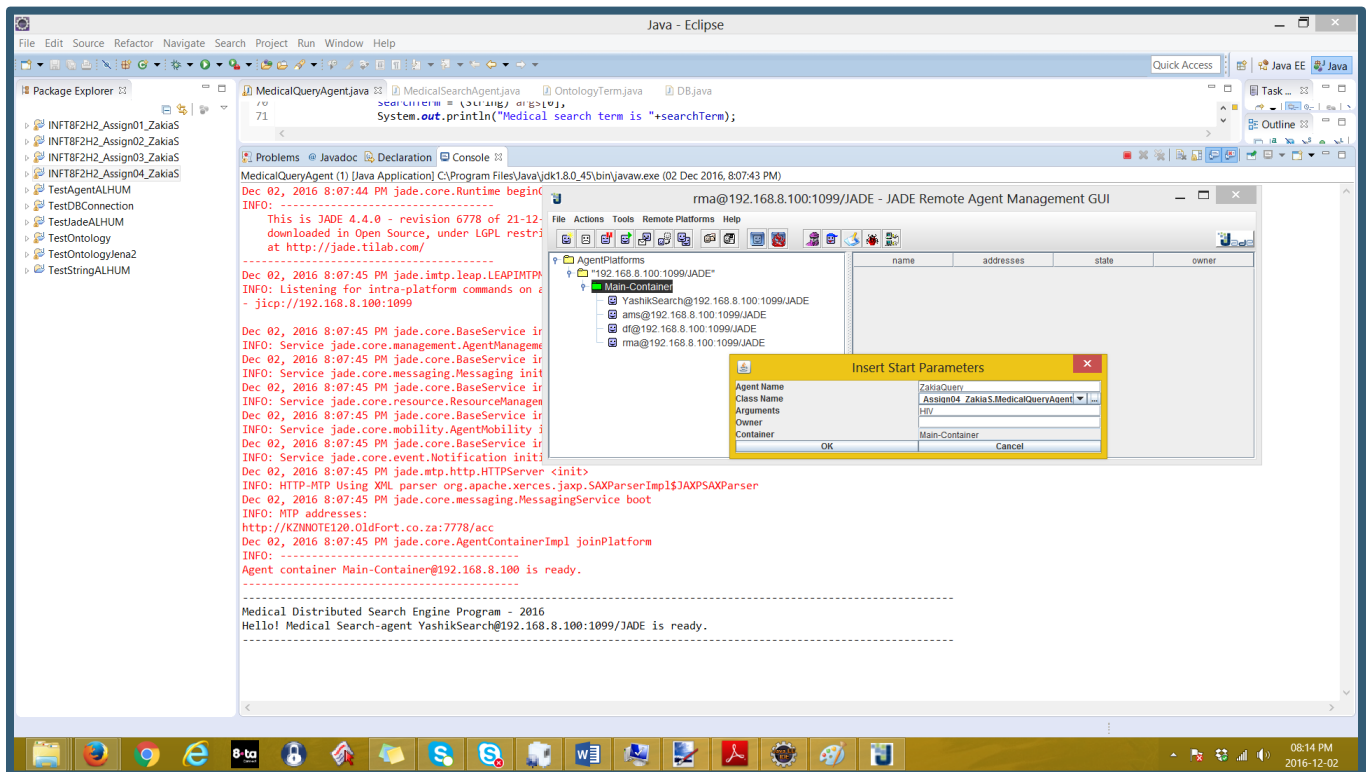 Java - Eclipse
File Edit Source Refactor Navigate Search Project Run Window Help
Quick Access
Java EE
Java
Package Explorer
INFT8F2H2_Assign01_ZakiaS
INFT8F2H2_Assign02_ZakiaS
INFT8F2H2_Assign03_ZakiaS
INFT8F2H2_Assign04_ZakiaS
TestAgentALHUM
TestDBConnection
TestJadeALHUM
TestOntology
TestOntologyJena2
TestStringALHUM
MedicalQueryAgent.java MedicalSearchAgent.java OntologyTerm.java DB.java
70 searchTerm = (String) args[0];
71 System.out.println("Medical search term is "+searchTerm);
Task...
Outline
Problems Javadoc Declaration Console
MedicalQueryAgent (1) [Java Application] C:\Program Files\Java\jdk1.8.0_45\bin\javaw.exe (02 Dec 2016, 8:07:43 PM)
Dec 02, 2016 8:07:44 PM jade.core.Runtime begin
INFO: ----------------------------------
This is JADE 4.4.0 - revision 6778 of 21-12-
downloaded in Open Source, under LGPL restri
at http://jade.tilab.com/
----------------------------------------
Dec 02, 2016 8:07:45 PM jade.imtp.leap.LEAPIMTPM
INFO: Listening for intra-platform commands on a
- jicp://192.168.8.100:1099
Dec 02, 2016 8:07:45 PM jade.core.BaseService in
INFO: Service jade.core.management.AgentManageme
Dec 02, 2016 8:07:45 PM jade.core.BaseService in
INFO: Service jade.core.messaging.Messaging init
Dec 02, 2016 8:07:45 PM jade.core.BaseService in
INFO: Service jade.core.resource.ResourceManagem
Dec 02, 2016 8:07:45 PM jade.core.BaseService in
INFO: Service jade.core.mobility.AgentMobility i
Dec 02, 2016 8:07:45 PM jade.core.BaseService in
INFO: Service jade.core.event.Notification initi
Dec 02, 2016 8:07:45 PM jade.mtp.http.HTTPServer <init>
INFO: HTTP-MTP Using XML parser org.apache.xerces.jaxp.SAXParserImpl$JAXPSAXParser
Dec 02, 2016 8:07:45 PM jade.core.messaging.MessagingService boot
INFO: MTP addresses:
http://KZNNOTE120.OldFort.co.za:7778/acc
Dec 02, 2016 8:07:45 PM jade.core.AgentContainerImpl joinPlatform
INFO: --------------------------------------
Agent container Main-Container@192.168.8.100 is ready.
--------------------------------------------
Medical Distributed Search Engine Program - 2016
Hello! Medical Search-agent YashikSearch@192.168.8.100:1099/JADE is ready.
rma@192.168.8.100:1099/JADE - JADE Remote Agent Management GUI
File Actions Tools Remote Platforms Help
Jade
AgentPlatforms
"192.168.8.100:1099/JADE"
Main-Container
YashikSearch@192.168.8.100:1099/JADE
ams@192.168.8.100:1099/JADE
df@192.168.8.100:1099/JADE
rma@192.168.8.100:1099/JADE
name addresses state owner
Insert Start Parameters
Agent Name ZakiaQuery
Class Name Assign04_ZakiaS.MedicalQueryAgent ...
Arguments HIV
Owner
Container Main-Container
OK Cancel
8·ta
08:14 PM
2016-12-02